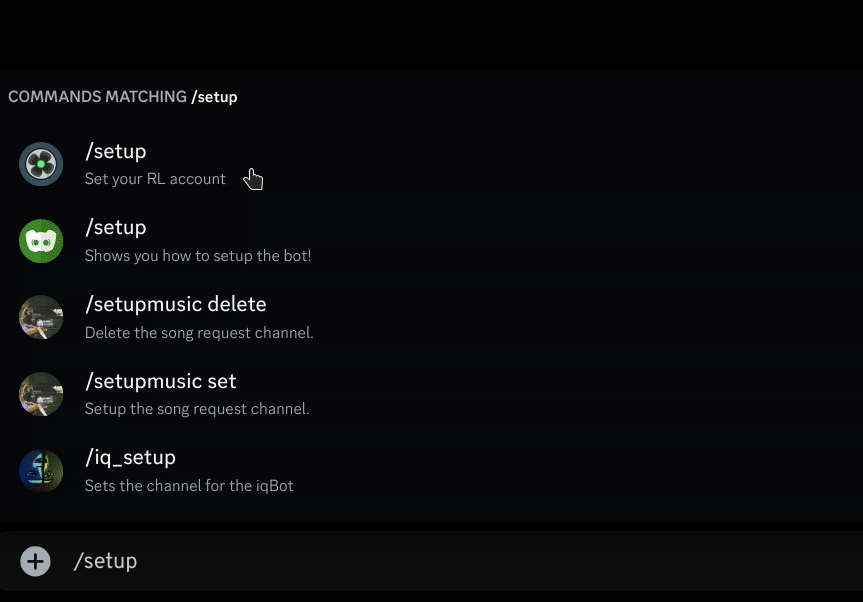 COMMANDS MATCHING /setup
/setup
Set your RL account
/setup
Shows you how to setup the bot!
/setupmusic delete
Delete the song request channel.
/setupmusic set
Setup the song request channel.
/iq_setup
Sets the channel for the iqBot
/setup